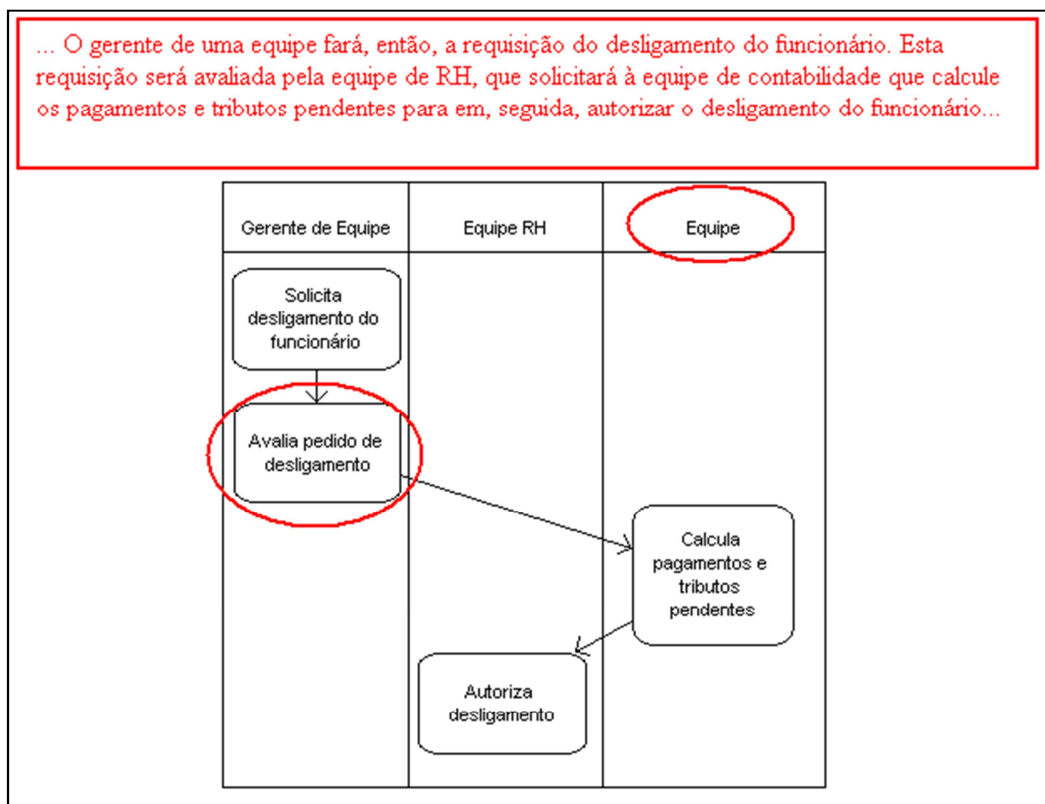 ... O gerente de uma equipe fará, então, a requisição do desligamento do funcionário. Esta
requisição será avaliada pela equipe de RH, que solicitará à equipe de contabilidade que calcule
os pagamentos e tributos pendentes para em, seguida, autorizar o desligamento do funcionário...
Gerente de Equipe
Equipe RH
Equipe
Solicita
desligamento do
funcionário
Avalia pedido de
desligamento
Calcula
pagamentos e
tributos
pendentes
Autoriza
desligamento